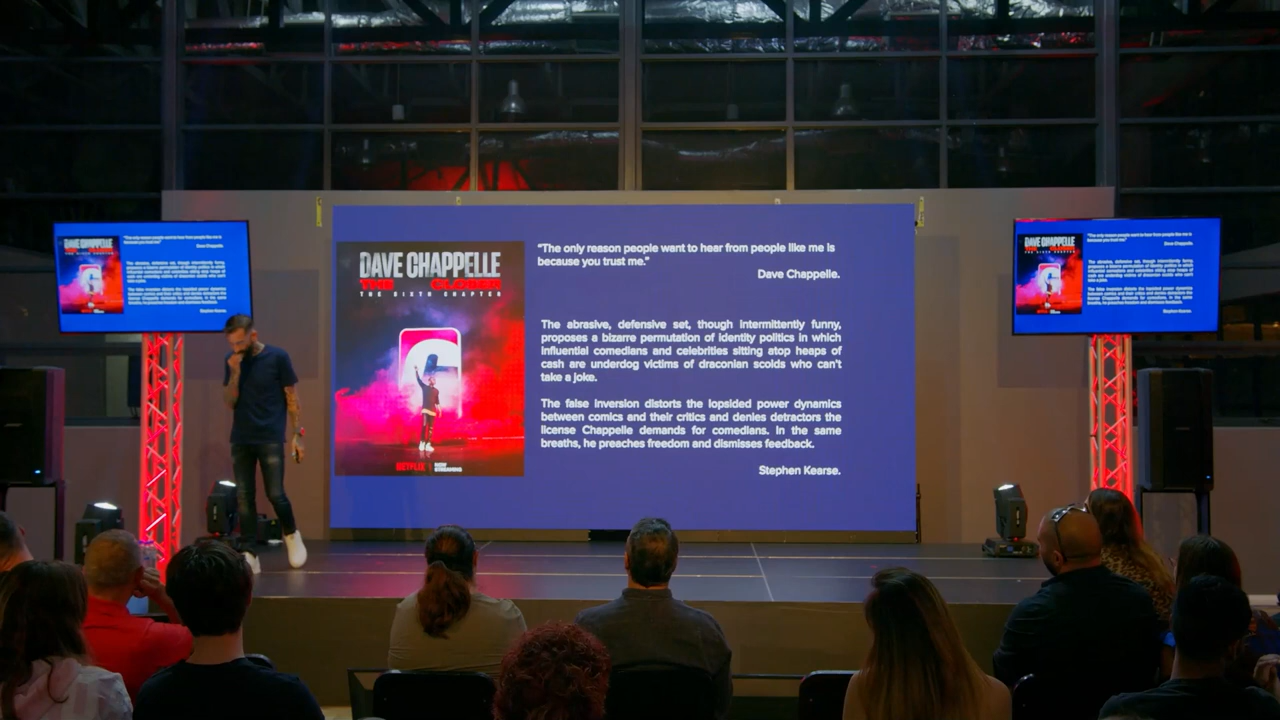 DAVE CHAPPELLE
THE CLOSER
THE SIXTH CHAPTER
NETFLIX | NOW STREAMING
"The only reason people want to hear from people like me is
because you trust me."
Dave Chappelle.
The abrasive, defensive set, though intermittently funny,
proposes a bizarre permutation of identity politics in which
influential comedians and celebrities sitting atop heaps of
cash are underdog victims of draconian scolds who can't
take a joke.
The false inversion distorts the lopsided power dynamics
between comics and their critics and denies detractors the
license Chappelle demands for comedians. In the same
breaths, he preaches freedom and dismisses feedback.
Stephen Kearse.